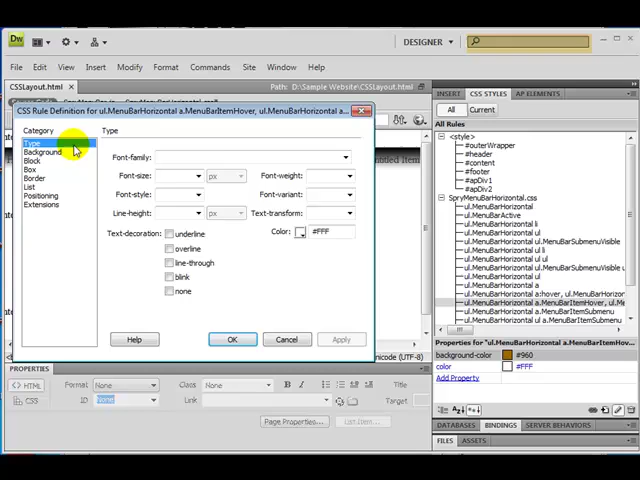 Dw
DESIGNER
File Edit View Insert Modify Format Commands Site Window Help
CSSLayout.html
Path: D:\Sample Website\CSSLayout.html
CSS Rule Definition for ul.MenuBarHorizontal a.MenuBarItemHover, ul.MenuBarHorizontal a....
Category
Type
Background
Block
Box
Border
List
Positioning
Extensions
Type
Font-family:
Font-size:
px
Font-weight:
Font-style:
Font-variant:
Line-height:
px
Text-transform:
Text-decoration:
underline
overline
line-through
blink
none
Color:
#FFF
Help
OK
Cancel
Apply
(UTF-8)
PROPERTIES
HTML
CSS
Format
None
ID
None
Class
None
Link
B I
Title
Target
Page Properties...
List Item...
INSERT CSS STYLES AP ELEMENTS
All Current
All Rules
<style>
#outerWrapper
#header
#content
#footer
#apDiv1
#apDiv2
SpryMenuBarHorizontal.css
ul.MenuBarHorizontal
ul.MenuBarActive
ul.MenuBarHorizontal li
ul.MenuBarHorizontal ul
ul.MenuBarHorizontal ul.MenuBarSubmenuVisible
ul.MenuBarHorizontal ul li
ul.MenuBarHorizontal ul ul
ul.MenuBarHorizontal ul.MenuBarSubmenuVisible u
ul.MenuBarHorizontal ul
ul.MenuBarHorizontal a
ul.MenuBarHorizontal a:hover, ul.MenuBarHorizon
ul.MenuBarHorizontal a.MenuBarItemHover, ul.Me
ul.MenuBarHorizontal a.MenuBarItemSubmenu
ul.MenuBarHorizontal ul a.MenuBarItemSubmenu
Properties for "ul.MenuBarHorizontal a.MenuBarItemHov...
background-color #960
color #FFF
Add Property
DATABASES BINDINGS SERVER BEHAVIORS
FILES ASSETS